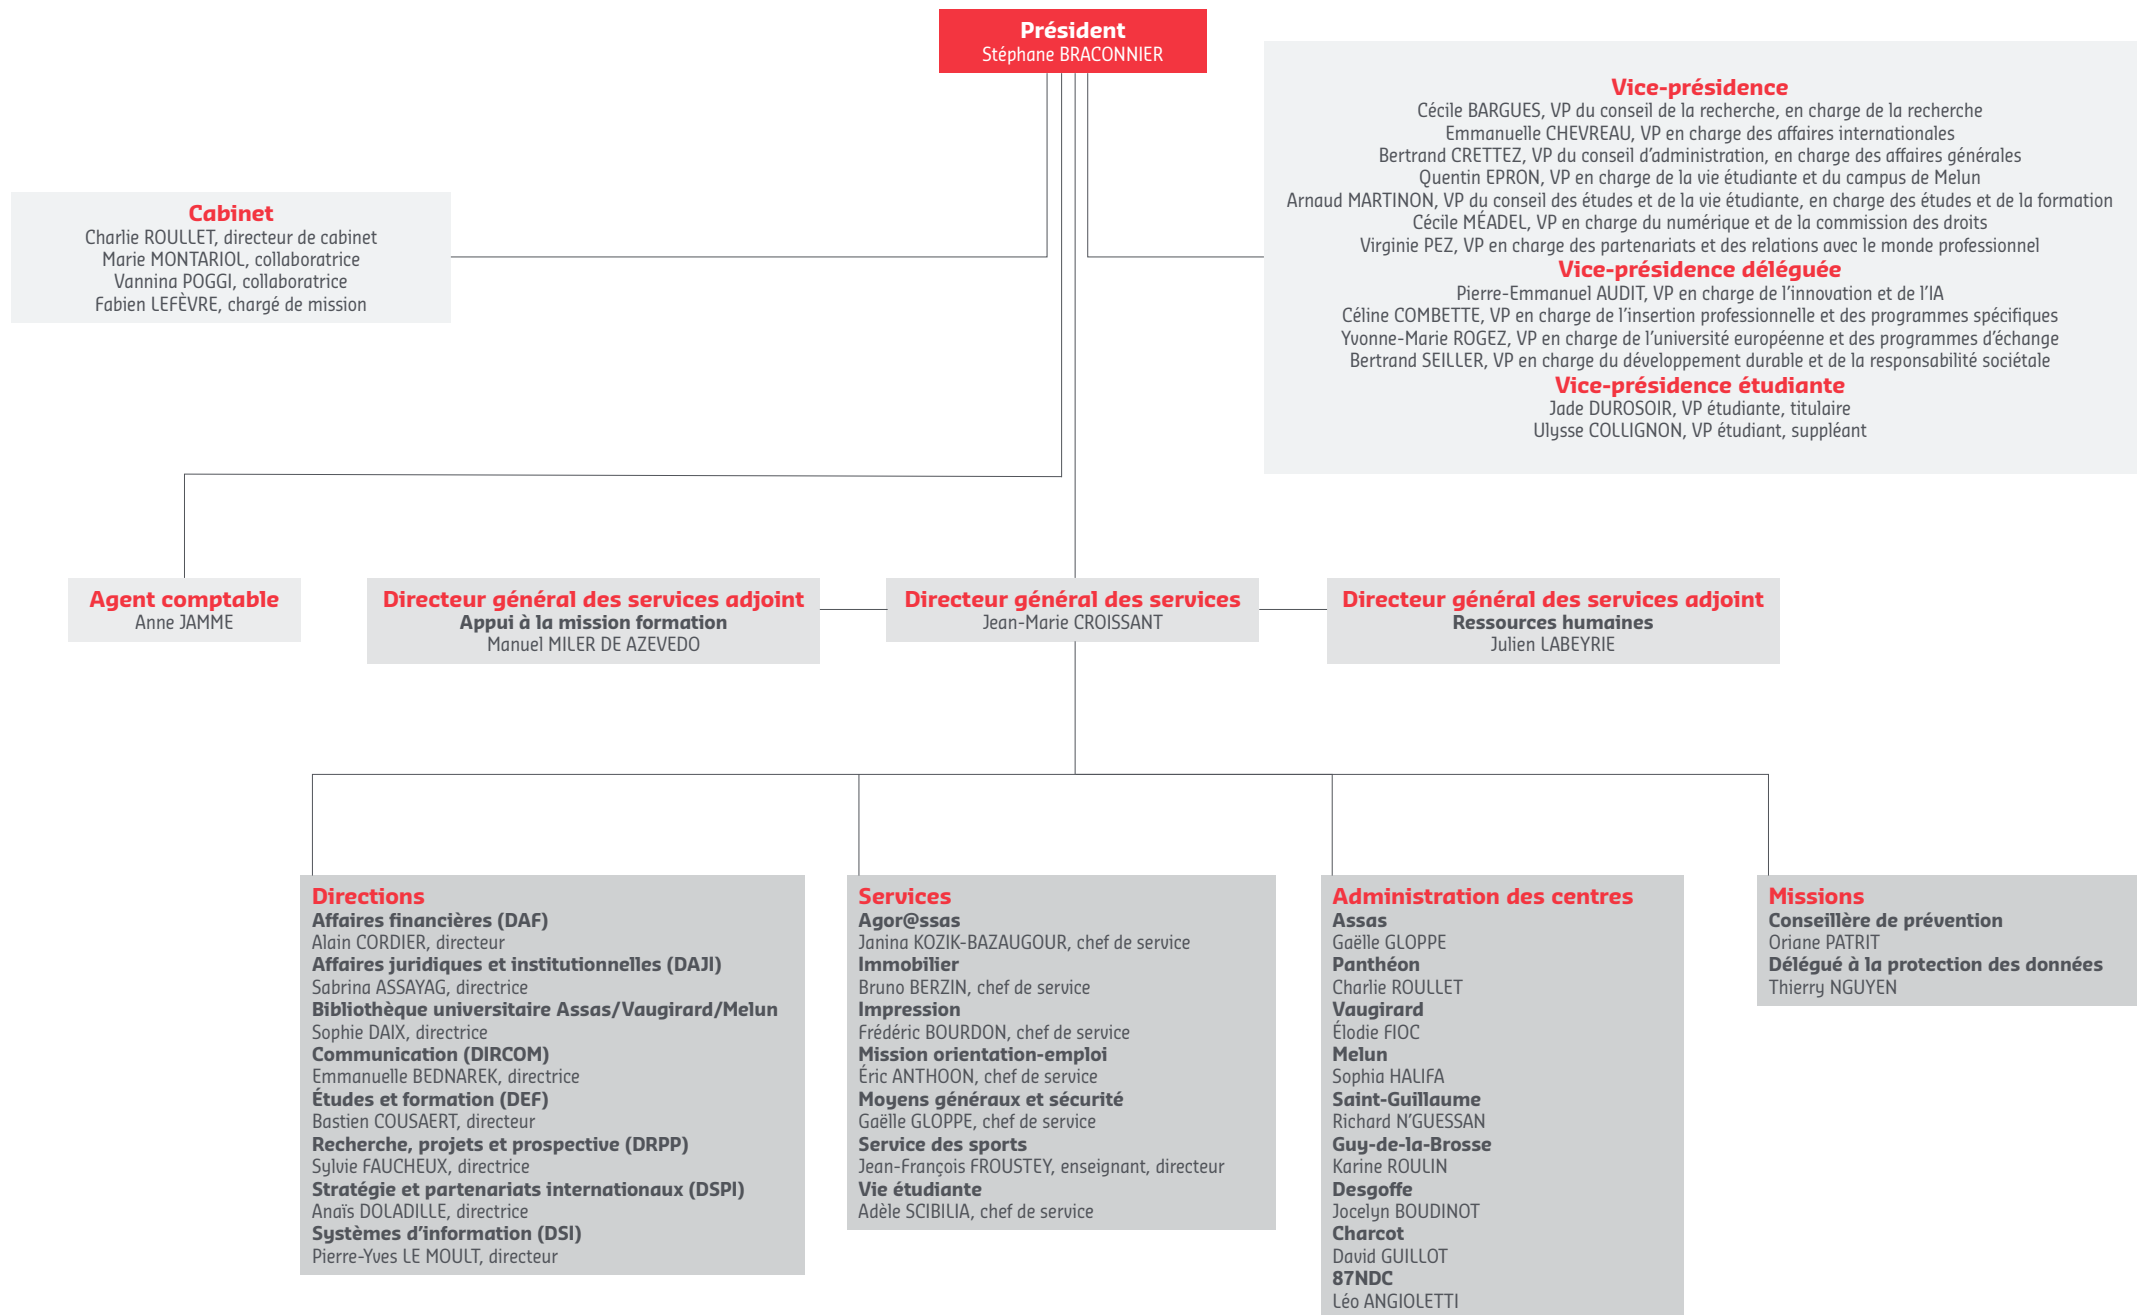 Président
Stéphane BRACONNIER
Vice-présidence
Cécile BARGUES, VP du conseil de la recherche, en charge de la recherche
Emmanuelle CHEVREAU, VP en charge des affaires internationales
Bertrand CRETTEZ, VP du conseil d'administration, en charge des affaires générales
Quentin EPRON, VP en charge de la vie étudiante et du campus de Melun
Arnaud MARTINON, VP du conseil des études et de la vie étudiante, en charge des études et de la formation
Cécile MÉADEL, VP en charge du numérique et de la commission des droits
Virginie PEZ, VP en charge des partenariats et des relations avec le monde professionnel
Vice-présidence déléguée
Pierre-Emmanuel AUDIT, VP en charge de l'innovation et de l'IA
Céline COMBETTE, VP en charge de l'insertion professionnelle et des programmes spécifiques
Yvonne-Marie ROGEZ, VP en charge de l'université européenne et des programmes d'échange
Bertrand SEILLER, VP en charge du développement durable et de la responsabilité sociétale
Vice-présidence étudiante
Jade DUROSOIR, VP étudiante, titulaire
Ulysse COLLIGNON, VP étudiant, suppléant
Cabinet
Charlie ROULLET, directeur de cabinet
Marie MONTARIOL, collaboratrice
Vannina POGGI, collaboratrice
Fabien LEFÈVRE, chargé de mission
Agent comptable
Anne JAMME
Directeur général des services adjoint
Appui à la mission formation
Manuel MILER DE AZEVEDO
Directeur général des services
Jean-Marie CROISSANT
Directeur général des services adjoint
Ressources humaines
Julien LABEYRIE
Directions
Affaires financières (DAF)
Alain CORDIER, directeur
Affaires juridiques et institutionnelles (DAJI)
Sabrina ASSAYAG, directrice
Bibliothèque universitaire Assas/Vaugirard/Melun
Sophie DAIX, directrice
Communication (DIRCOM)
Emmanuelle BEDNAREK, directrice
Études et formation (DEF)
Bastien COUSAERT, directeur
Recherche, projets et prospective (DRPP)
Sylvie FAUCHEUX, directrice
Stratégie et partenariats internationaux (DSPI)
Anaïs DOLADILLE, directrice
Systèmes d'information (DSI)
Pierre-Yves LE MOULT, directeur
Services
Agor@ssas
Janina KOZIK-BAZAUGOUR, chef de service
Immobilier
Bruno BERZIN, chef de service
Impression
Frédéric BOURDON, chef de service
Mission orientation-emploi
Éric ANTHOON, chef de service
Moyens généraux et sécurité
Gaëlle GLOPPE, chef de service
Service des sports
Jean-François FROUSTEY, enseignant, directeur
Vie étudiante
Adèle SCIBILIA, chef de service
Administration des centres
Assas
Gaëlle GLOPPE
Panthéon
Charlie ROULLET
Vaugirard
Élodie FIOC
Melun
Sophia HALIFA
Saint-Guillaume
Richard N'GUESSAN
Guy-de-la-Brosse
Karine ROULIN
Desgoffe
Jocelyn BOUDINOT
Charcot
David GUILLOT
87NDC
Léo ANGIOLETTI
Missions
Conseillère de prévention
Oriane PATRIT
Délégué à la protection des données
Thierry NGUYEN